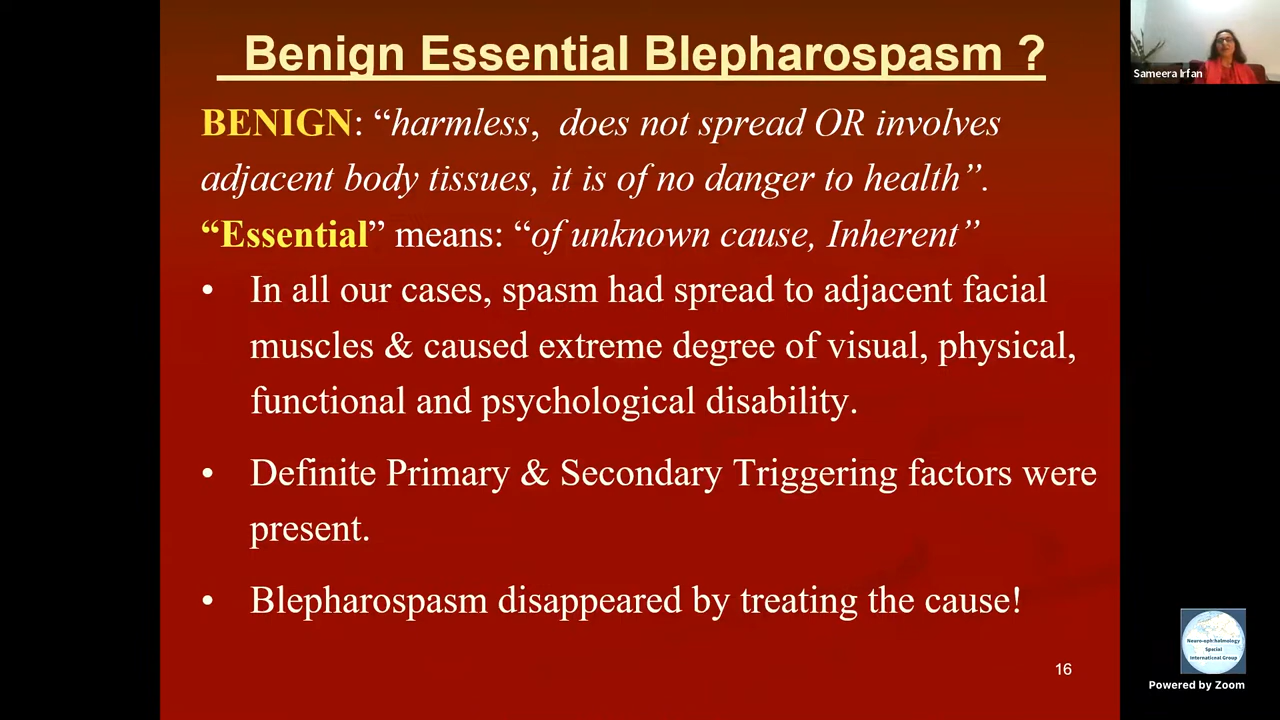 Benign Essential Blepharospasm ?
BENIGN: “harmless, does not spread OR involves
adjacent body tissues, it is of no danger to health”.
“Essential” means: “of unknown cause, Inherent”
• In all our cases, spasm had spread to adjacent facial
muscles & caused extreme degree of visual, physical,
functional and psychological disability.
• Definite Primary & Secondary Triggering factors were
present.
• Blepharospasm disappeared by treating the cause!
16
Sameera Irfan
Neuro-ophthalmology
Special
International Group
Powered by Zoom